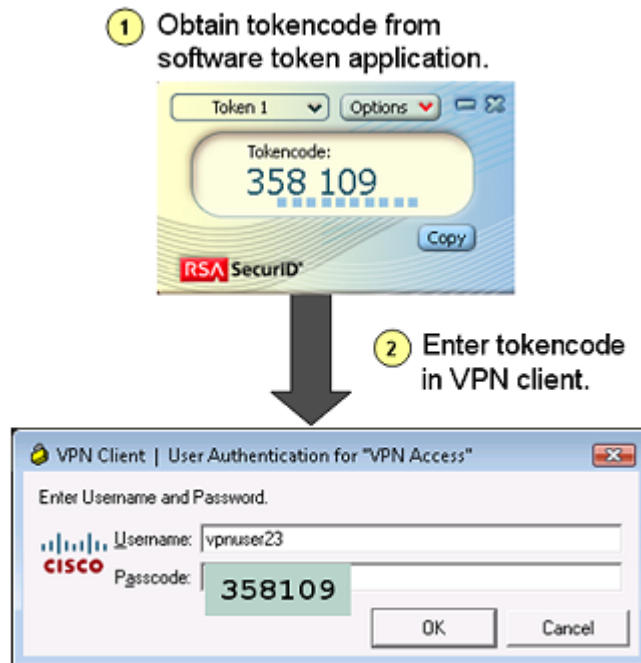 1 Obtain tokencode from
software token application.
Token 1 Options
Tokencode:
358 109
Copy
RSA SecurID®
2 Enter tokencode
in VPN client.
VPN Client | User Authentication for "VPN Access"
Enter Username and Password.
CISCO
Username: vpnuser23
Passcode: 358109
OK Cancel